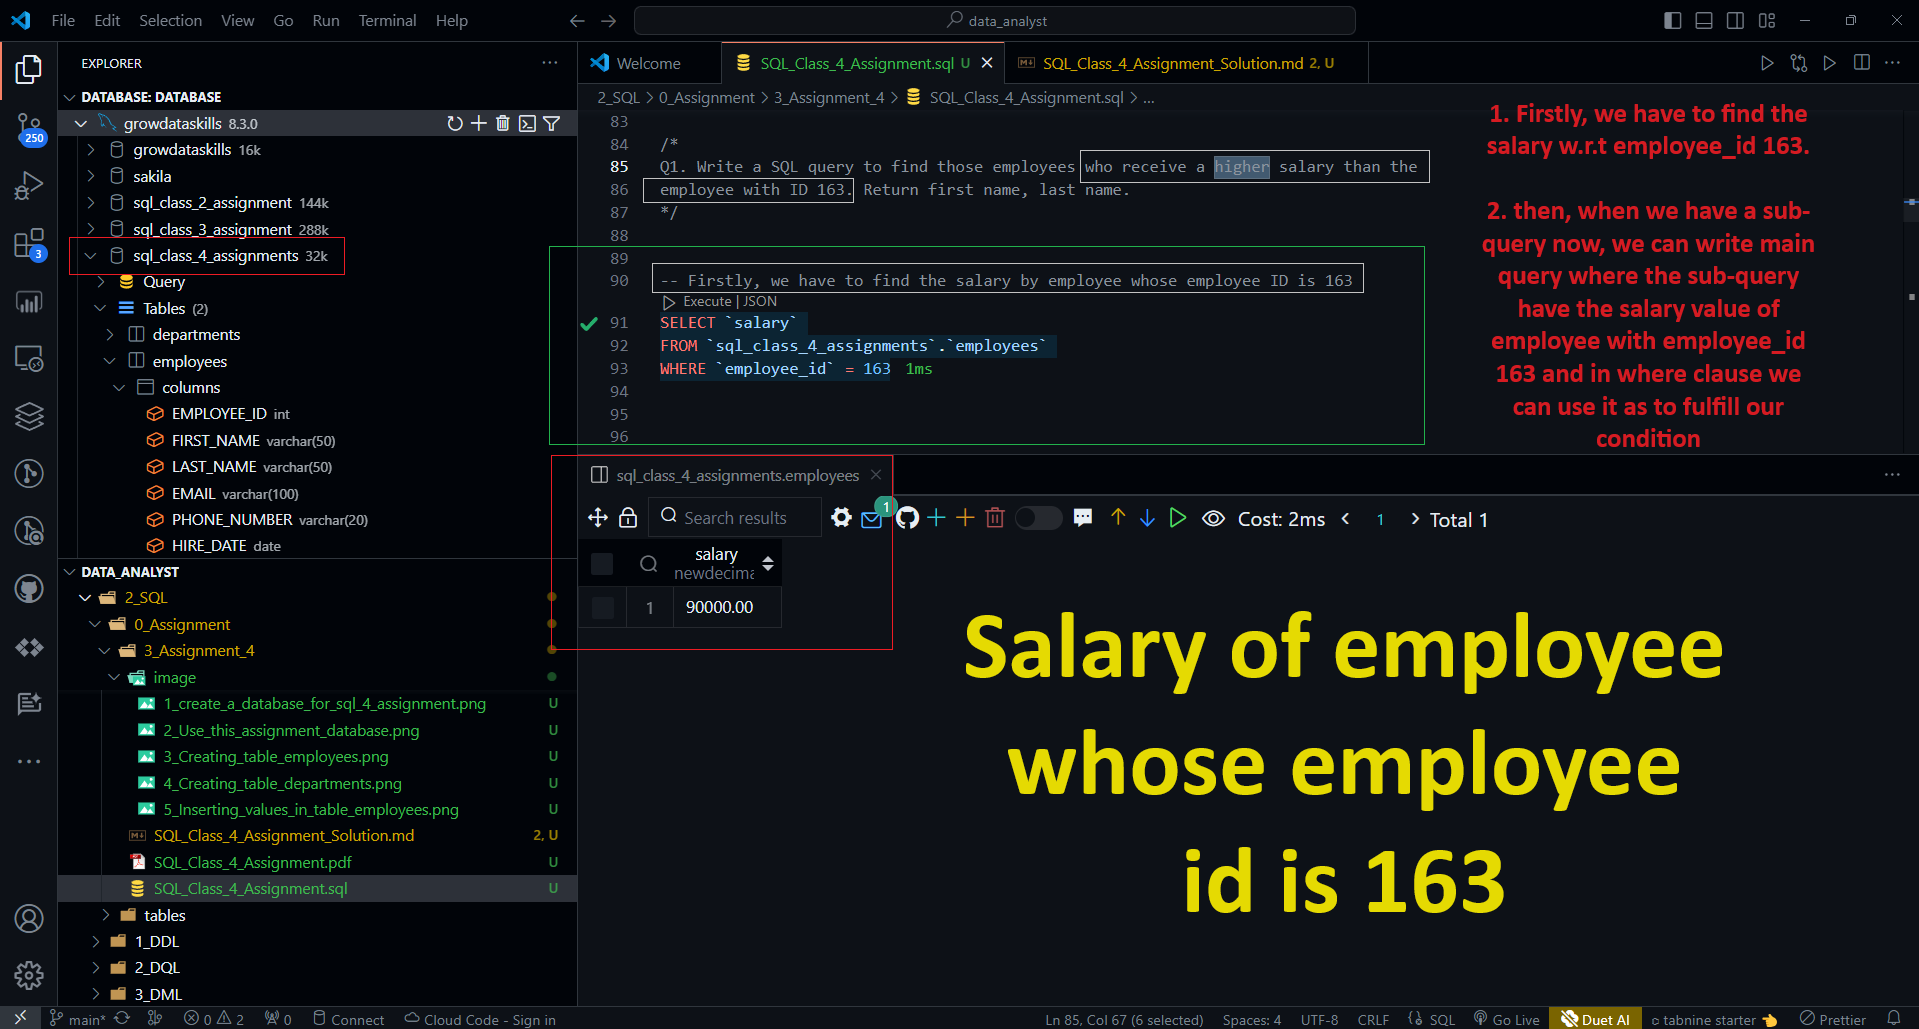 File Edit Selection View Go Run Terminal Help
data_analyst
EXPLORER
DATABASE: DATABASE
growdataskills 8.3.0
growdataskills 16k
sakila
sql_class_2_assignment 144k
sql_class_3_assignment 288k
sql_class_4_assignments 32k
Query
Tables (2)
departments
employees
columns
EMPLOYEE_ID int
FIRST_NAME varchar(50)
LAST_NAME varchar(50)
EMAIL varchar(100)
PHONE_NUMBER varchar(20)
HIRE_DATE date
250
3
DATA_ANALYST
2_SQL
0_Assignment
3_Assignment_4
image
1_create_a_database_for_sql_4_assignment.png U
2_Use_this_assignment_database.png U
3_Creating_table_employees.png U
4_Creating_table_departments.png U
5_Inserting_values_in_table_employees.png U
SQL_Class_4_Assignment_Solution.md 2, U
SQL_Class_4_Assignment.pdf U
SQL_Class_4_Assignment.sql U
tables
1_DDL
2_DQL
3_DML
Welcome
SQL_Class_4_Assignment.sql U
SQL_Class_4_Assignment_Solution.md 2, U
2_SQL > 0_Assignment > 3_Assignment_4 > SQL_Class_4_Assignment.sql > ...
83
84 /*
85 Q1. Write a SQL query to find those employees who receive a higher salary than the
86 employee with ID 163. Return first name, last name.
87 */
88
89
90 -- Firstly, we have to find the salary by employee whose employee ID is 163
Execute | JSON
91 SELECT `salary`
92 FROM `sql_class_4_assignments`.`employees`
93 WHERE `employee_id` = 163 1ms
94
95
96
1. Firstly, we have to find the
salary w.r.t employee_id 163.
2. then, when we have a sub-
query now, we can write main
query where the sub-query
have the salary value of
employee with employee_id
163 and in where clause we
can use it as to fulfill our
condition
sql_class_4_assignments.employees
Search results
1
Cost: 2ms < 1 > Total 1
salary
newdecima
1 90000.00
Salary of employee
whose employee
id is 163
main* 0 2 0 Connect Cloud Code - Sign in
Ln 85, Col 67 (6 selected) Spaces: 4 UTF-8 CRLF SQL Go Live Duet AI tabnine starter Prettier